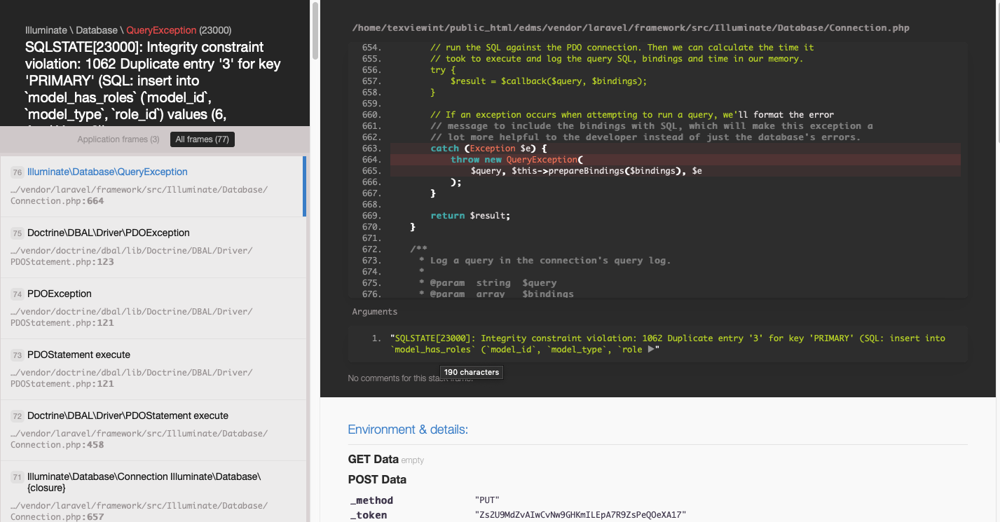 Illuminate \ Database \ QueryException (23000)
SQLSTATE[23000]: Integrity constraint
violation: 1062 Duplicate entry '3' for key
'PRIMARY' (SQL: insert into
`model_has_roles` (`model_id`,
`model_type`, `role_id`) values (6,
Application frames (3)
All frames (77)
76 Illuminate\Database\QueryException
…/vendor/laravel/framework/src/Illuminate/Database/
Connection.php:664
75 Doctrine\DBAL\Driver\PDOException
…/vendor/doctrine/dbal/lib/Doctrine/DBAL/Driver/
PDOStatement.php:123
74 PDOException
…/vendor/doctrine/dbal/lib/Doctrine/DBAL/Driver/
PDOStatement.php:121
73 PDOStatement execute
…/vendor/doctrine/dbal/lib/Doctrine/DBAL/Driver/
PDOStatement.php:121
72 Doctrine\DBAL\Driver\PDOStatement execute
…/vendor/laravel/framework/src/Illuminate/Database/
Connection.php:458
71 Illuminate\Database\Connection Illuminate\Database\
{closure}
…/vendor/laravel/framework/src/Illuminate/Database/
Connection.php:657
/home/texviewint/public_html/edms/vendor/laravel/framework/src/Illuminate/Database/Connection.php
654. // run the SQL against the PDO connection. Then we can calculate the time it
655. // took to execute and log the query SQL, bindings and time in our memory.
656. try {
657. $result = $callback($query, $bindings);
658. }
659.
660. // If an exception occurs when attempting to run a query, we'll format the error
661. // message to include the bindings with SQL, which will make this exception a
662. // lot more helpful to the developer instead of just the database's errors.
663. catch (Exception $e) {
664. throw new QueryException(
665. $query, $this->prepareBindings($bindings), $e
666. );
667. }
668.
669. return $result;
670. }
671.
672. /**
673. * Log a query in the connection's query log.
674. *
675. * @param string $query
676. * @param array $bindings
Arguments
1. "SQLSTATE[23000]: Integrity constraint violation: 1062 Duplicate entry '3' for key 'PRIMARY' (SQL: insert into
`model_has_roles` (`model_id`, `model_type`, `role ▶"
190 characters
No comments for this stack frame.
Environment & details:
GET Data empty
POST Data
_method "PUT"
_token "Zs2U9MdZvAIwCvNw9GHKmILEpA7R9ZsPeQOeXA17"